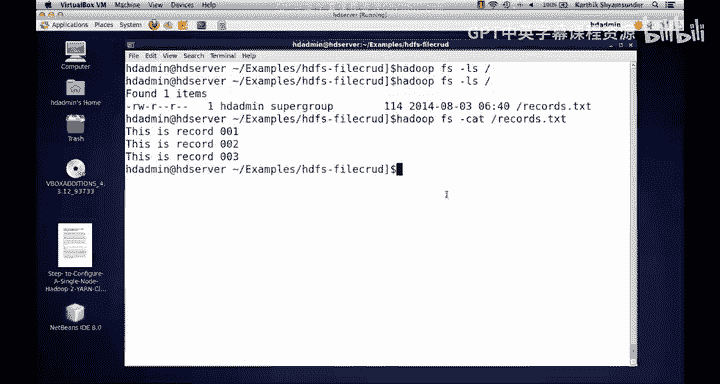 VirtualBox VM Machine View Devices Help 100% Karthik Shyamsunder
hdserver [Running]
Applications Places System hdadmin
GPT中英字幕课程资源 bilibili
hdadmin@hdserver:~/Examples/hdfs-filecrud
File Edit View Search Terminal Help
hdadmin@hdserver ~/Examples/hdfs-filecrud]$hadoop fs -ls /
hdadmin@hdserver ~/Examples/hdfs-filecrud]$hadoop fs -ls /
Found 1 items
-rw-r--r-- 1 hdadmin supergroup 114 2014-08-03 06:40 /records.txt
hdadmin@hdserver ~/Examples/hdfs-filecrud]$hadoop fs -cat /records.txt
This is record 001
This is record 002
This is record 003
hdadmin@hdserver ~/Examples/hdfs-filecrud]$
Computer
hdadmin's Home
Trash
VBOXADDITIONS_4.
3.12_93733
Step- to-Configure-
A-Single-Node-
Hadoop 2-YARN-Cl...
NetBeans IDE 8.0